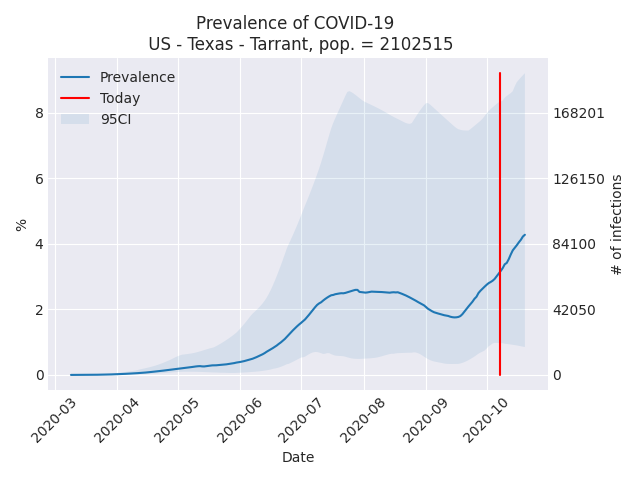 Prevalence of COVID-19
US - Texas - Tarrant, pop. = 2102515
Prevalence
Today
95CI
8
6
4
2
0
%
168201
126150
84100
42050
0
# of infections
2020-03
2020-04
2020-05
2020-06
2020-07
2020-08
2020-09
2020-10
Date